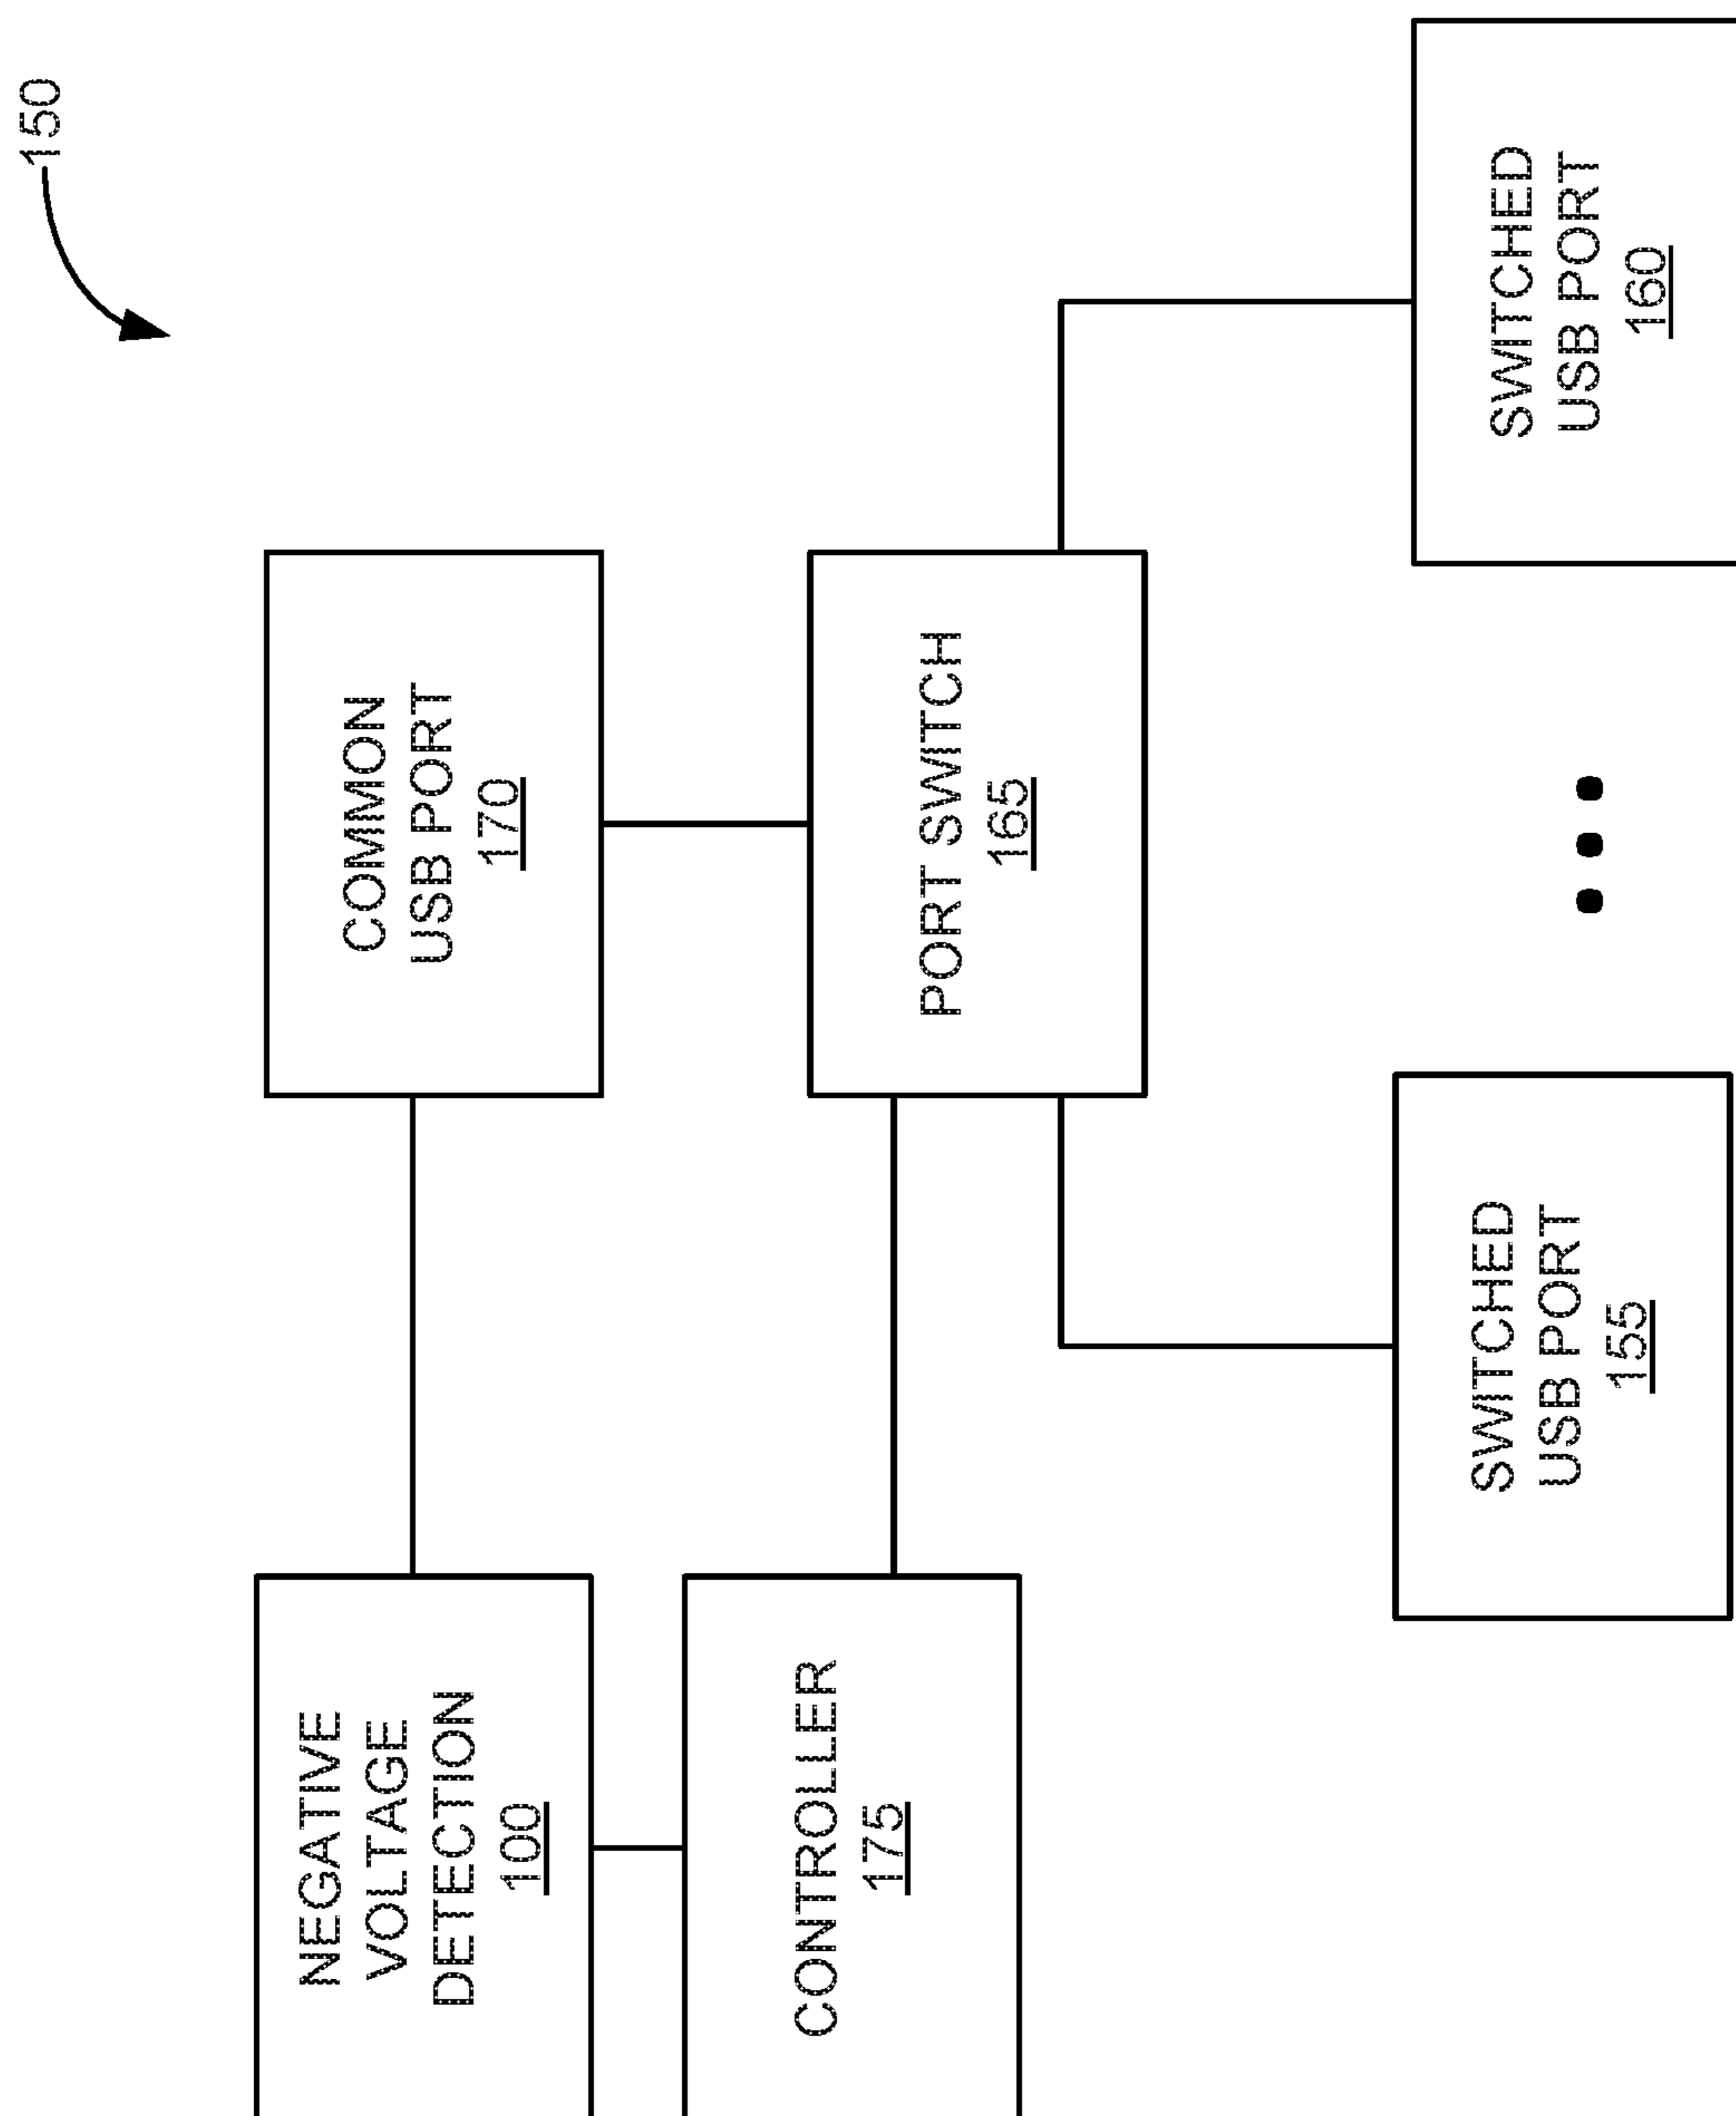 150
NEGATIVE
VOLTAGE
DETECTION
100
COMMON
USB PORT
170
CONTROLLER
175
PORT SWITCH
165
SWITCHED
USB PORT
155
SWITCHED
USB PORT
160